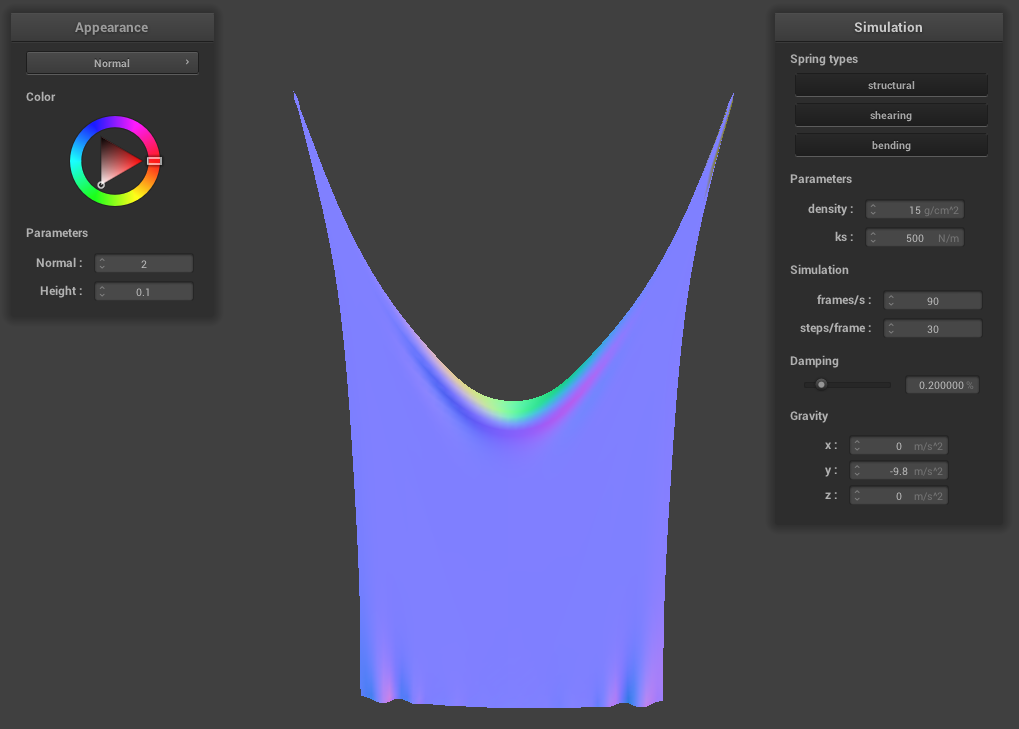 Appearance
Normal
Color
Parameters
Normal : 2
Height : 0.1
Simulation
Spring types
structural
shearing
bending
Parameters
density : 15 g/cm^2
ks : 500 N/m
Simulation
frames/s : 90
steps/frame : 30
Damping
0.200000 %
Gravity
x : 0 m/s^2
y : -9.8 m/s^2
z : 0 m/s^2